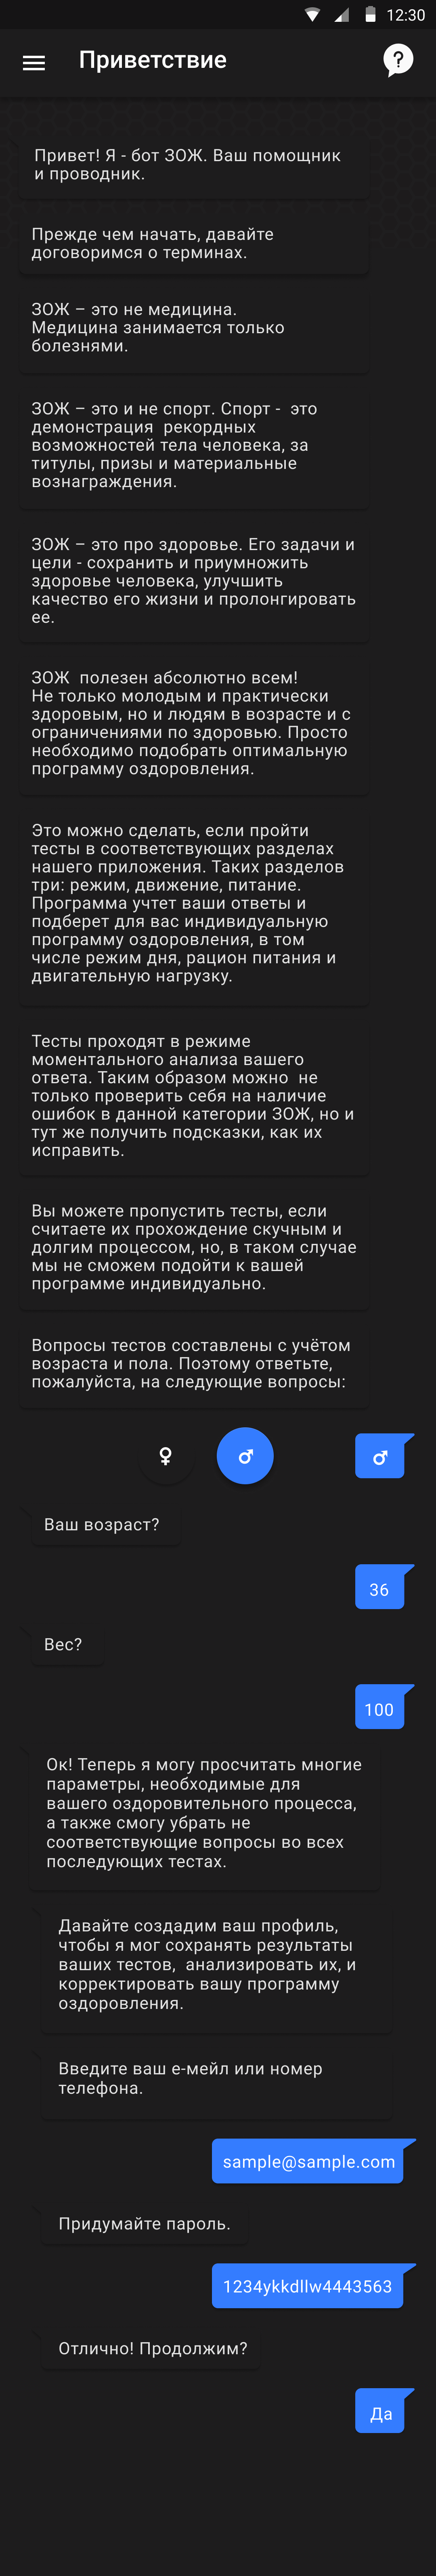 12:30
Приветствие
?
Привет! Я - бот ЗОЖ. Ваш помощник
и проводник.
Прежде чем начать, давайте
договоримся о терминах.
ЗОЖ – это не медицина.
Медицина занимается только
болезнями.
ЗОЖ – это и не спорт. Спорт -  это
демонстрация  рекордных
возможностей тела человека, за
титулы, призы и материальные
вознаграждения.
ЗОЖ – это про здоровье. Его задачи и
цели - сохранить и приумножить
здоровье человека, улучшить
качество его жизни и пролонгировать
ее.
ЗОЖ  полезен абсолютно всем!
Не только молодым и практически
здоровым, но и людям в возрасте и с
ограничениями по здоровью. Просто
необходимо подобрать оптимальную
программу оздоровления.
Это можно сделать, если пройти
тесты в соответствующих разделах
нашего приложения. Таких разделов
три: режим, движение, питание.
Программа учтет ваши ответы и
подберет для вас индивидуальную
программу оздоровления, в том
числе режим дня, рацион питания и
двигательную нагрузку.
Тесты проходят в режиме
моментального анализа вашего
ответа. Таким образом можно  не
только проверить себя на наличие
ошибок в данной категории ЗОЖ, но и
тут же получить подсказки, как их
исправить.
Вы можете пропустить тесты, если
считаете их прохождение скучным и
долгим процессом, но, в таком случае
мы не сможем подойти к вашей
программе индивидуально.
Вопросы тестов составлены с учётом
возраста и пола. Поэтому ответьте,
пожалуйста, на следующие вопросы:
♀ ♂ ♂
Ваш возраст?
36
Вес?
100
Ок! Теперь я могу просчитать многие
параметры, необходимые для
вашего оздоровительного процесса,
а также смогу убрать не
соответствующие вопросы во всех
последующих тестах.
Давайте создадим ваш профиль,
чтобы я мог сохранять результаты
ваших тестов,  анализировать их, и
корректировать вашу программу
оздоровления.
Введите ваш е-мейл или номер
телефона.
sample@sample.com
Придумайте пароль.
1234ykkdllw4443563
Отлично! Продолжим?
Да